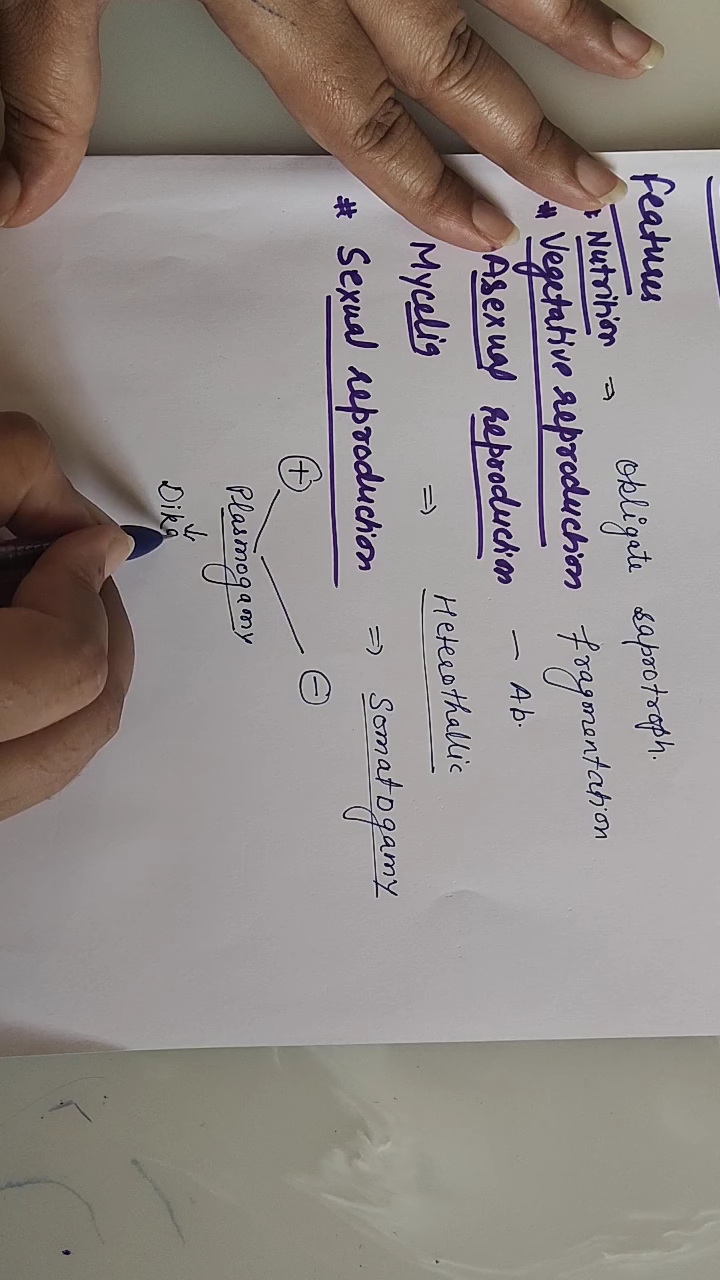 Features
# Nutrition ⇒ Obligate saprotroph.
# Vegetative reproduction fragmentation
Asexual reproduction – Ab.
Mycelia ⇒ Heterothallic
# Sexual reproduction ⇒ Somatogamy
+ –
Plasmogamy
↓
Dika